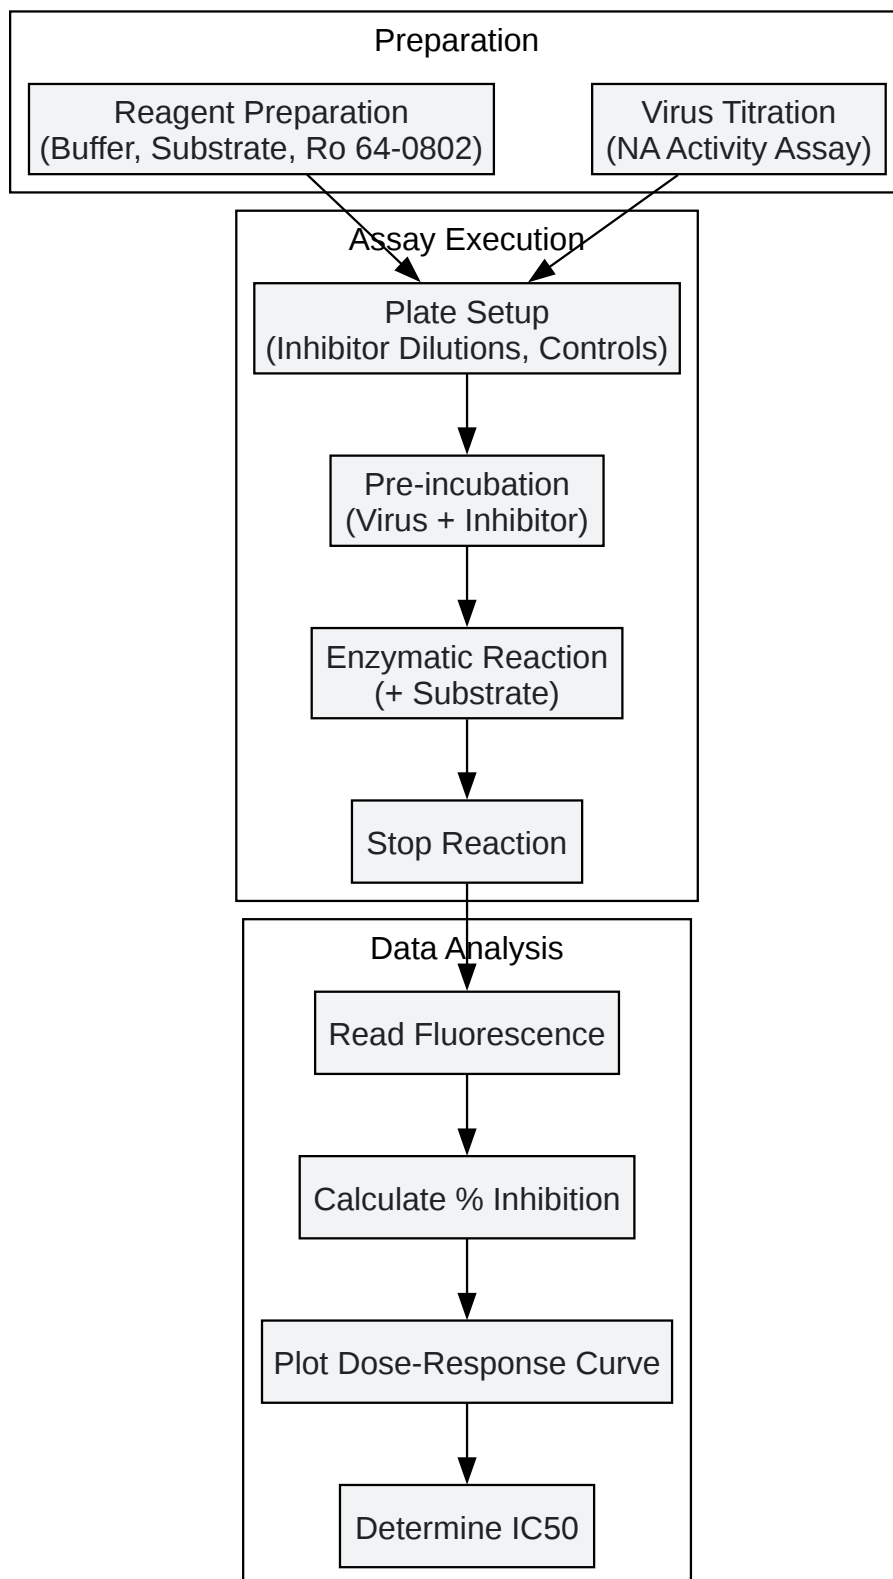 Preparation
Reagent Preparation
(Buffer, Substrate, Ro 64-0802)
Virus Titration
(NA Activity Assay)
Assay Execution
Plate Setup
(Inhibitor Dilutions, Controls)
Pre-incubation
(Virus + Inhibitor)
Enzymatic Reaction
(+ Substrate)
Stop Reaction
Data Analysis
Read Fluorescence
Calculate % Inhibition
Plot Dose-Response Curve
Determine IC50